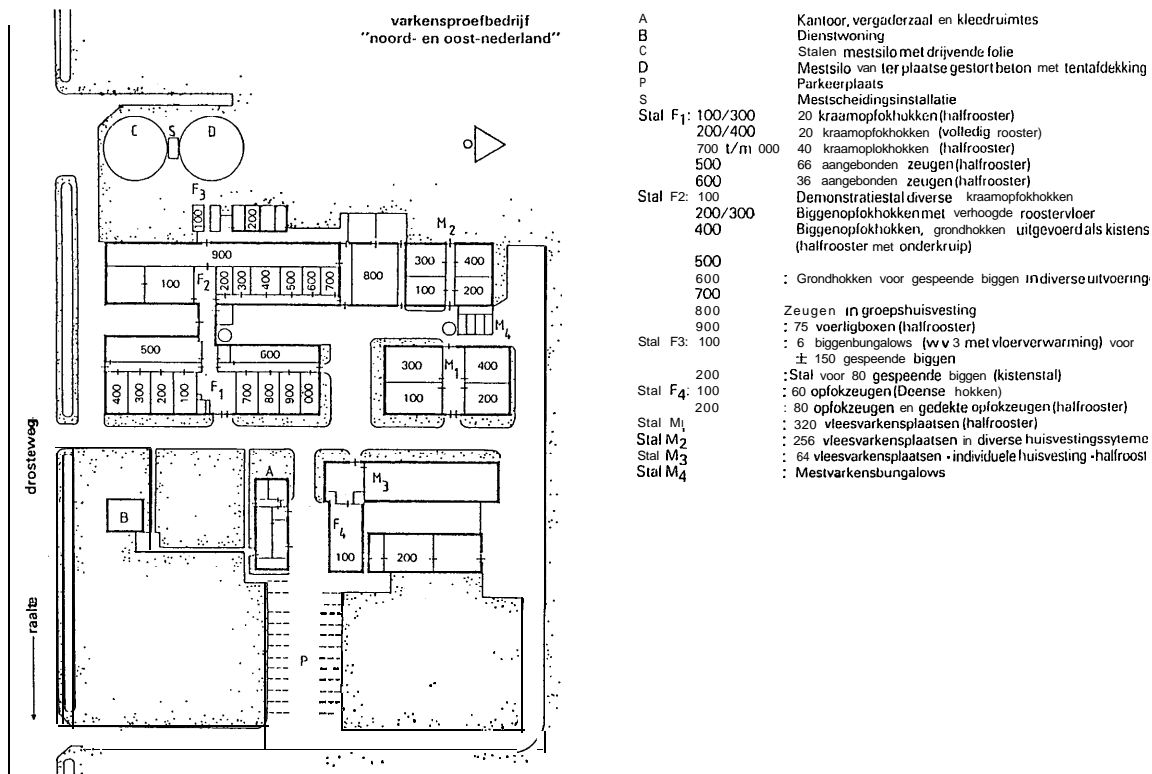 varkensproefbedrijf
"noord- en oost-nederland"
C S D
F3
100
200
M2
900
300 400
800
100 F2 200 300 400 500 600 700
100 200
M4
500
600
300 400
M1
400 300 200 100 F1 700 800 900 000
100 200
drosteweg
A
M3
B
F4
100 200
raalte
P
A Kantoor, vergaderzaal en kleedruimtes
B Dienstwoning
C Stalen mestsilo met drijvende folie
D Mestsilo van ter plaatse gestort beton met tentafdekking
P Parkeerplaats
S Mestscheidingsinstallatie
Stal F1: 100/300 20 kraamopfokhokken (halfrooster)
200/400 20 kraamopfokhokken (volledig rooster)
700 t/m 000 40 kraamoplokhokken (halfrooster)
500 66 aangebonden zeugen (halfrooster)
600 36 aangebonden zeugen (halfrooster)
Stal F2: 100 Demonstratiestal diverse kraamopfokhokken
200/300 Biggenopfokhokken met verhoogde roostervloer
400 Biggenopfokhokken, grondhokken uitgevoerd als kistens
(halfrooster met onderkruip)
500
600 : Grondhokken voor gespeende biggen in diverse uitvoering
700
800 Zeugen in groepshuisvesting
900 : 75 voerligboxen (halfrooster)
Stal F3: 100 : 6 biggenbungalows (w v 3 met vloerverwarming) voor
± 150 gespeende biggen
200 : Stal voor 80 gespeende biggen (kistenstal)
Stal F4: 100 : 60 opfokzeugen (Deense hokken)
200 : 80 opfokzeugen en gedekte opfokzeugen (halfrooster)
Stal M1 : 320 vleesvarkensplaatsen (halfrooster)
Stal M2 : 256 vleesvarkensplaatsen in diverse huisvestingssyteme
Stal M3 : 64 vleesvarkensplaatsen - individuele huisvesting - halfroost
Stal M4 : Mestvarkensbungalows